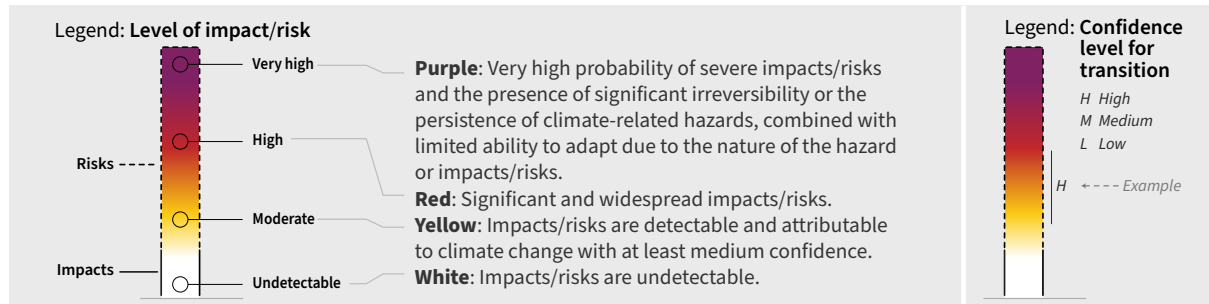 Legend: Level of impact/risk
Very high
High
Risks
Moderate
Impacts
Undetectable
Purple: Very high probability of severe impacts/risks
and the presence of significant irreversibility or the
persistence of climate-related hazards, combined with
limited ability to adapt due to the nature of the hazard
or impacts/risks.
Red: Significant and widespread impacts/risks.
Yellow: Impacts/risks are detectable and attributable
to climate change with at least medium confidence.
White: Impacts/risks are undetectable.
Legend: Confidence
level for
transition
H High
M Medium
L Low
H Example